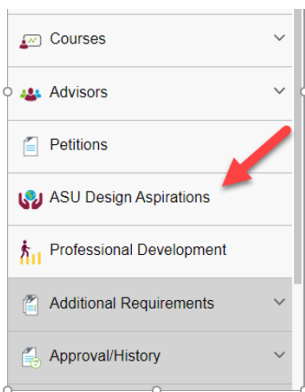 Courses
Advisors
Petitions
ASU Design Aspirations
Professional Development
Additional Requirements
Approval/History